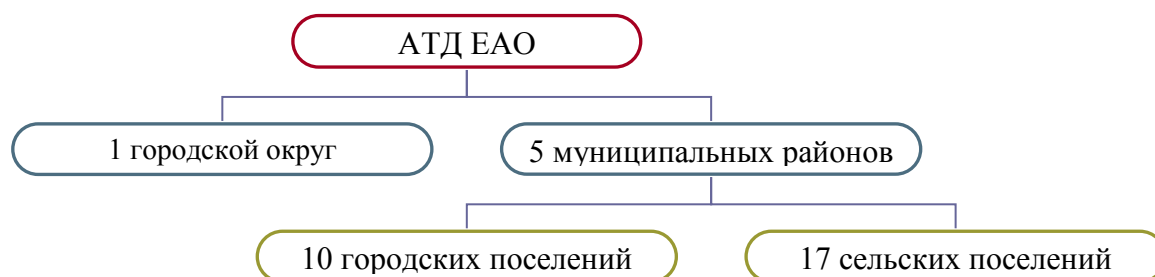 АТД ЕАО
1 городской округ
5 муниципальных районов
10 городских поселений
17 сельских поселений